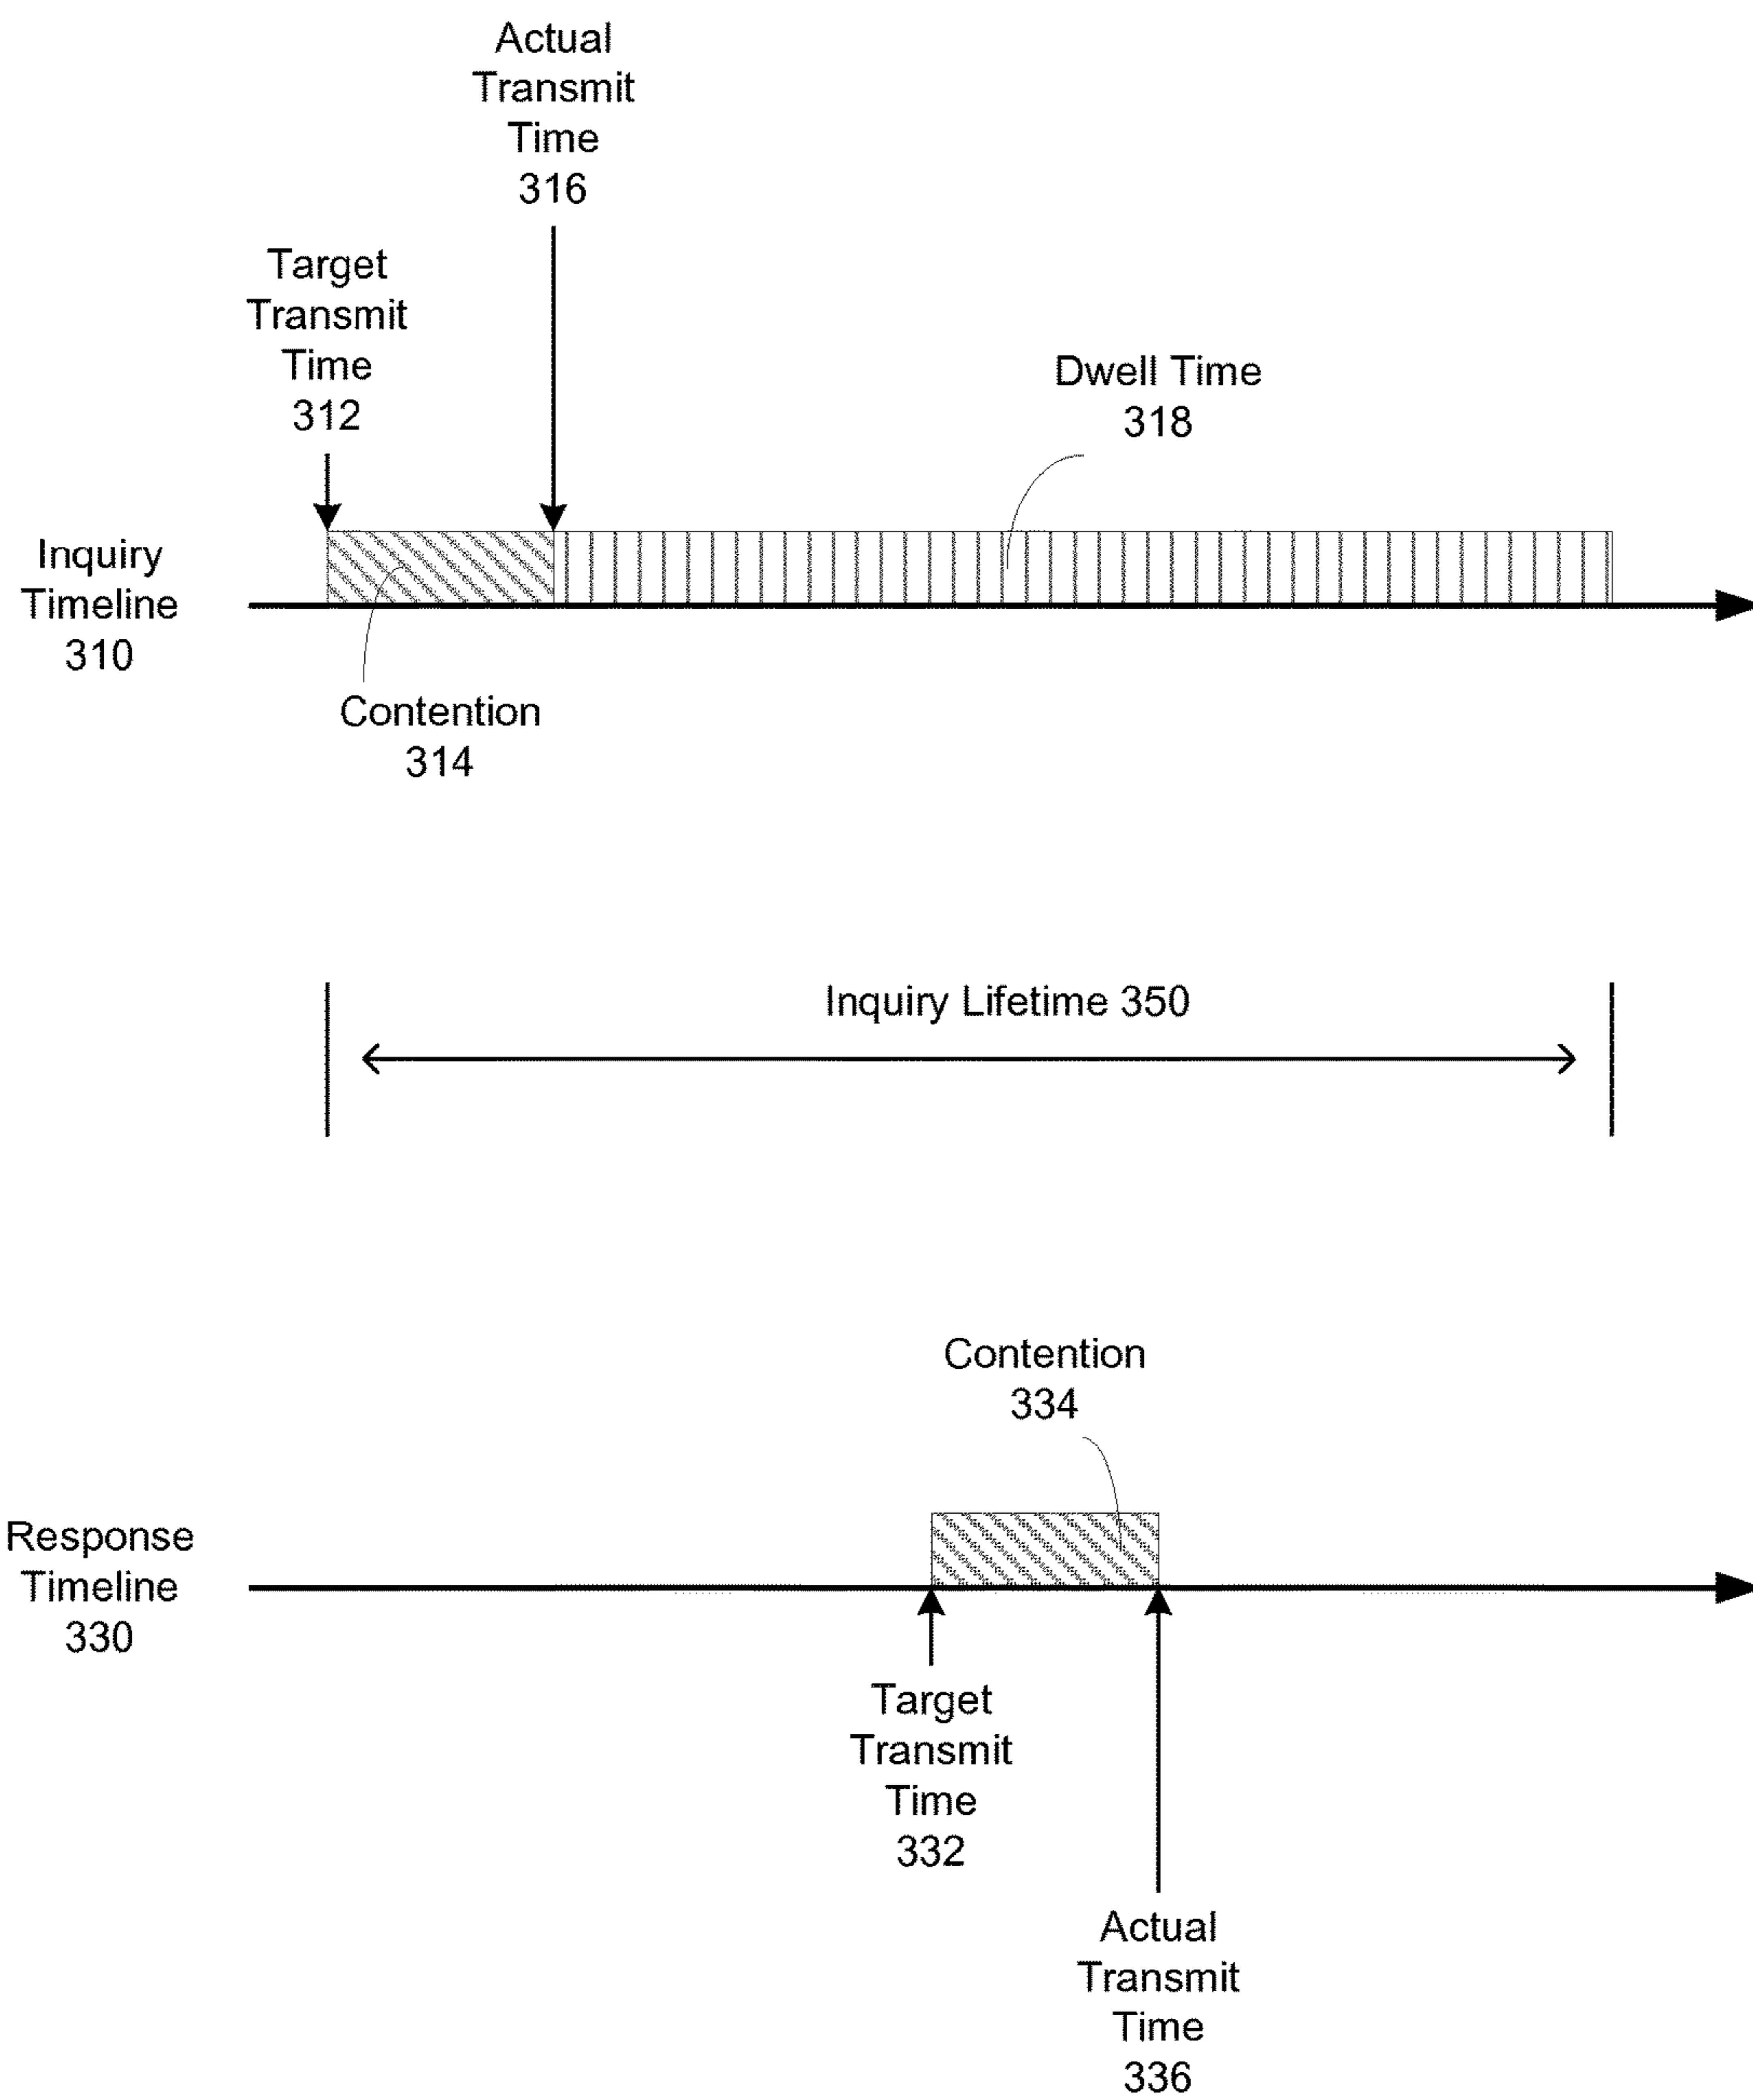 Actual
Transmit
Time
316
Target
Transmit
Time
312
Dwell Time
318
Inquiry
Timeline
310
Contention
314
Inquiry Lifetime 350
Contention
334
Response
Timeline
330
Target
Transmit
Time
332
Actual
Transmit
Time
336